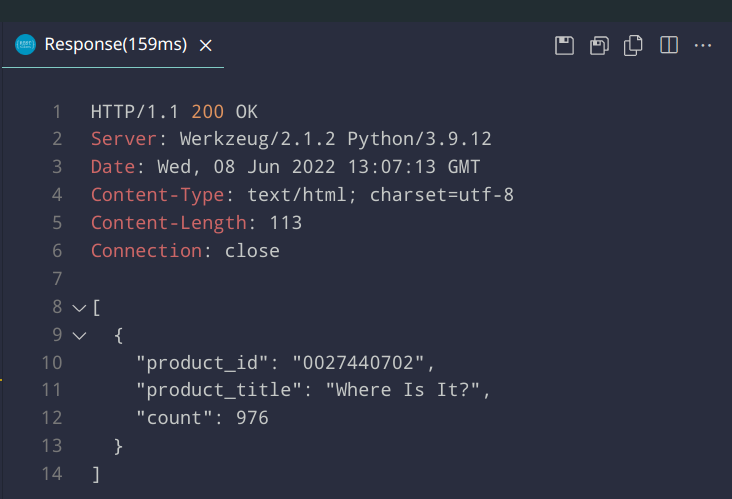 Response(159ms)
1 HTTP/1.1 200 OK
2 Server: Werkzeug/2.1.2 Python/3.9.12
3 Date: Wed, 08 Jun 2022 13:07:13 GMT
4 Content-Type: text/html; charset=utf-8
5 Content-Length: 113
6 Connection: close
7
8 [
9 {
10 "product_id": "0027440702",
11 "product_title": "Where Is It?",
12 "count": 976
13 }
14 ]